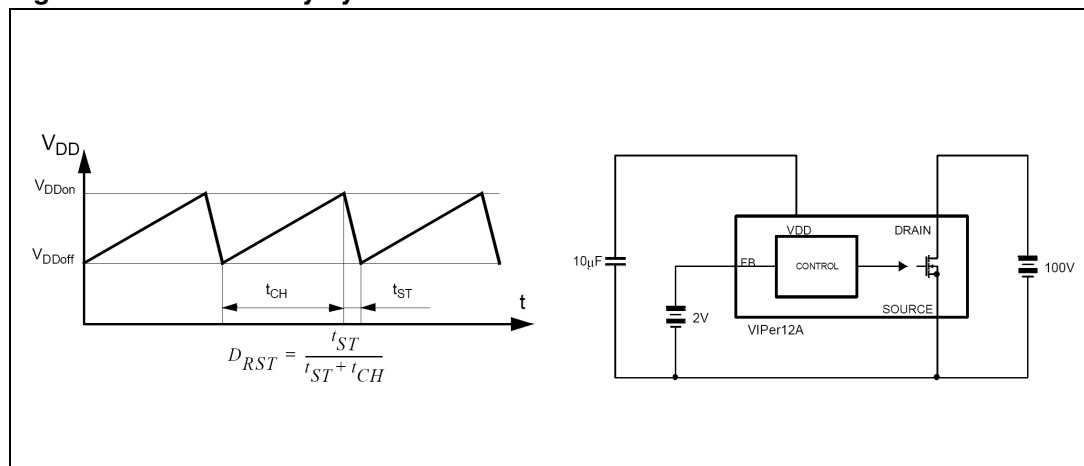 V_DD
V_DDon
V_DDoff
t_CH
t_ST
t
D_RST = t_ST / (t_ST + t_CH)
10μF
2V
FB
VDD
CONTROL
DRAIN
SOURCE
VIPer12A
100V